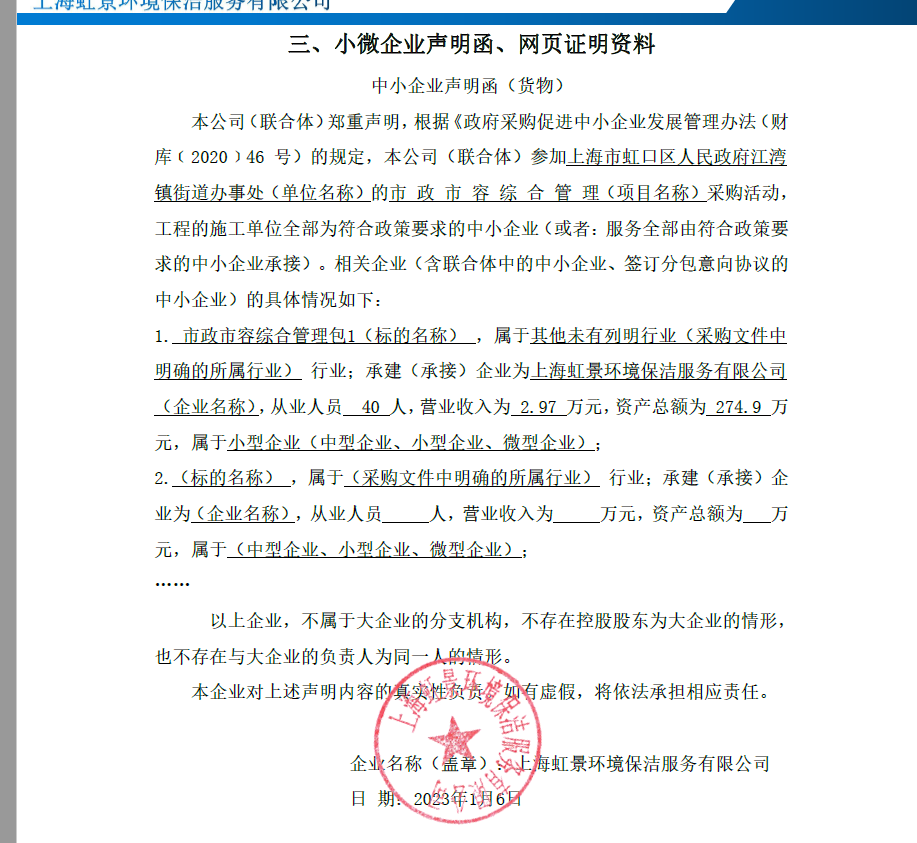 上海虹景环境保洁服务有限公司
三、小微企业声明函、网页证明资料
中小企业声明函（货物）
本公司（联合体）郑重声明，根据《政府采购促进中小企业发展管理办法（财
库﹝2020﹞46 号）的规定，本公司（联合体）参加上海市虹口区人民政府江湾
镇街道办事处（单位名称）的市 政 市 容 综 合 管 理（项目名称）采购活动，
工程的施工单位全部为符合政策要求的中小企业（或者：服务全部由符合政策要
求的中小企业承接）。相关企业（含联合体中的中小企业、签订分包意向协议的
中小企业）的具体情况如下：
1. 市政市容综合管理包1（标的名称） ，属于其他未有列明行业（采购文件中
明确的所属行业） 行业；承建（承接）企业为上海虹景环境保洁服务有限公司
（企业名称），从业人员 40 人，营业收入为 2.97 万元，资产总额为 274.9 万
元，属于小型企业（中型企业、小型企业、微型企业）；
2.（标的名称） ，属于（采购文件中明确的所属行业） 行业；承建（承接）企
业为（企业名称），从业人员____人，营业收入为____万元，资产总额为___万
元，属于（中型企业、小型企业、微型企业）；
……
以上企业，不属于大企业的分支机构，不存在控股股东为大企业的情形，
也不存在与大企业的负责人为同一人的情形。
本企业对上述声明内容的真实性负责。如有虚假，将依法承担相应责任。
企业名称（盖章）：上海虹景环境保洁服务有限公司
日 期：2023年1月6日
上海虹景环境保洁服务有限公司